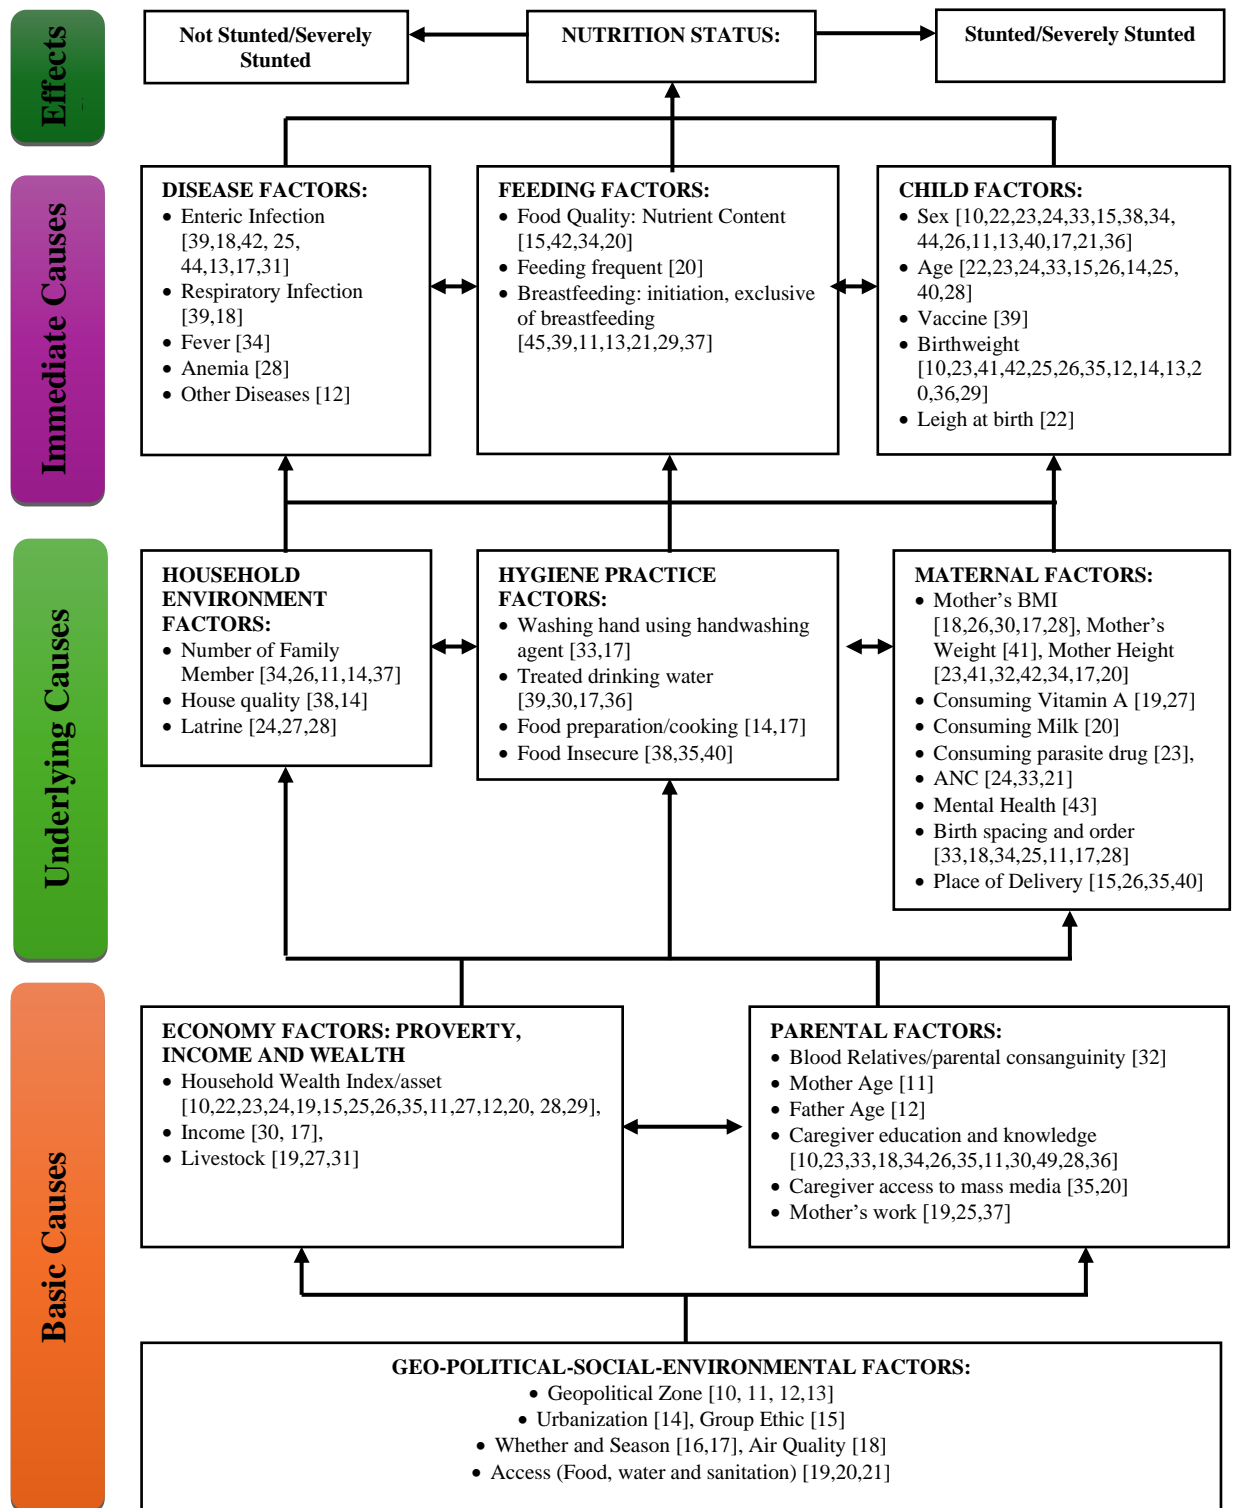 Effects
Not Stunted/Severely
Stunted
NUTRITION STATUS:
Stunted/Severely Stunted
Immediate Causes
DISEASE FACTORS:
• Enteric Infection
[39,18,42, 25,
44,13,17,31]
• Respiratory Infection
[39,18]
• Fever [34]
• Anemia [28]
• Other Diseases [12]
FEEDING FACTORS:
• Food Quality: Nutrient Content
[15,42,34,20]
• Feeding frequent [20]
• Breastfeeding: initiation, exclusive
of breastfeeding
[45,39,11,13,21,29,37]
CHILD FACTORS:
• Sex [10,22,23,24,33,15,38,34,
44,26,11,13,40,17,21,36]
• Age [22,23,24,33,15,26,14,25,
40,28]
• Vaccine [39]
• Birthweight
[10,23,41,42,25,26,35,12,14,13,2
0,36,29]
• Leigh at birth [22]
Underlying Causes
HOUSEHOLD
ENVIRONMENT
FACTORS:
• Number of Family
Member [34,26,11,14,37]
• House quality [38,14]
• Latrine [24,27,28]
HYGIENE PRACTICE
FACTORS:
• Washing hand using handwashing
agent [33,17]
• Treated drinking water
[39,30,17,36]
• Food preparation/cooking [14,17]
• Food Insecure [38,35,40]
MATERNAL FACTORS:
• Mother’s BMI
[18,26,30,17,28], Mother’s
Weight [41], Mother Height
[23,41,32,42,34,17,20]
• Consuming Vitamin A [19,27]
• Consuming Milk [20]
• Consuming parasite drug [23],
• ANC [24,33,21]
• Mental Health [43]
• Birth spacing and order
[33,18,34,25,11,17,28]
• Place of Delivery [15,26,35,40]
Basic Causes
ECONOMY FACTORS: PROVERTY,
INCOME AND WEALTH
• Household Wealth Index/asset
[10,22,23,24,19,15,25,26,35,11,27,12,20, 28,29],
• Income [30, 17],
• Livestock [19,27,31]
PARENTAL FACTORS:
• Blood Relatives/parental consanguinity [32]
• Mother Age [11]
• Father Age [12]
• Caregiver education and knowledge
[10,23,33,18,34,26,35,11,30,49,28,36]
• Caregiver access to mass media [35,20]
• Mother’s work [19,25,37]
GEO-POLITICAL-SOCIAL-ENVIRONMENTAL FACTORS:
• Geopolitical Zone [10, 11, 12,13]
• Urbanization [14], Group Ethic [15]
• Whether and Season [16,17], Air Quality [18]
• Access (Food, water and sanitation) [19,20,21]